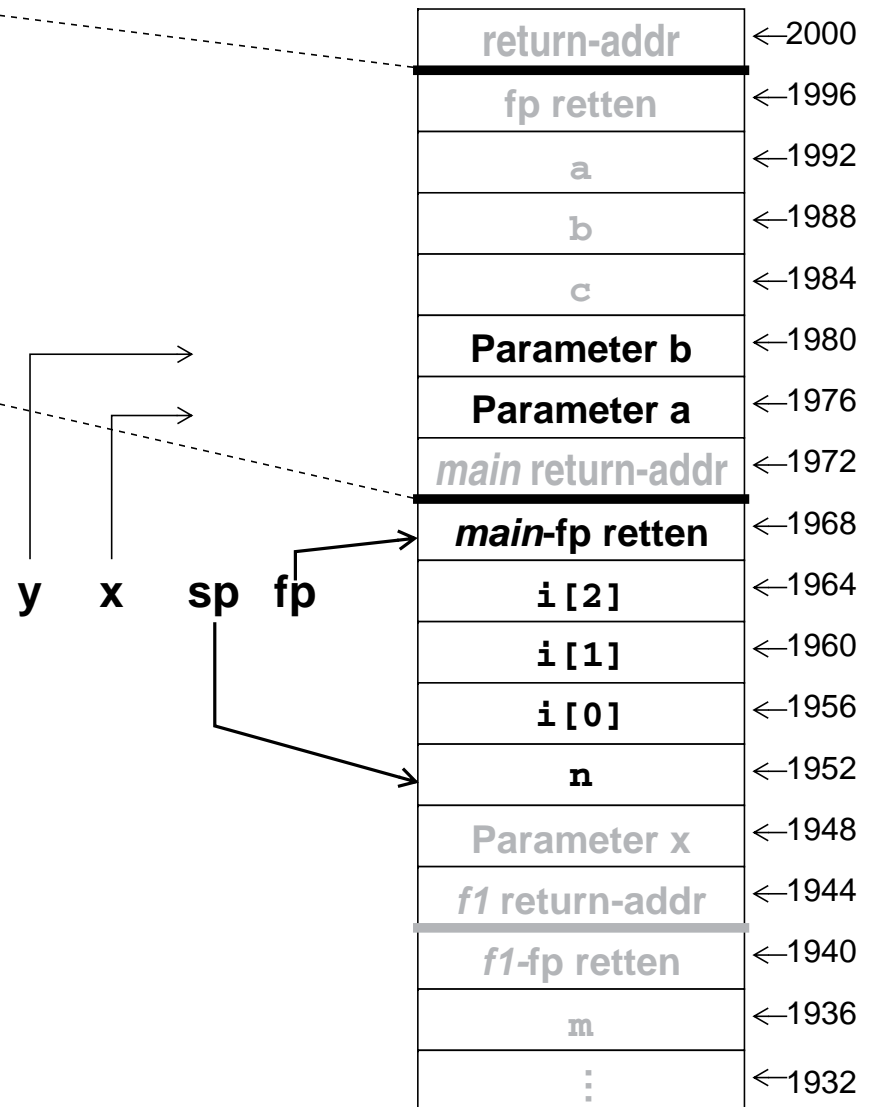 return-addr ←2000
fp retten ←1996
a ←1992
b ←1988
c ←1984
Parameter b ←1980
Parameter a ←1976
main return-addr ←1972
main-fp retten ←1968
y x sp fp i[2] ←1964
i[1] ←1960
i[0] ←1956
n ←1952
Parameter x ←1948
f1 return-addr ←1944
f1-fp retten ←1940
m ←1936
⋮ ←1932